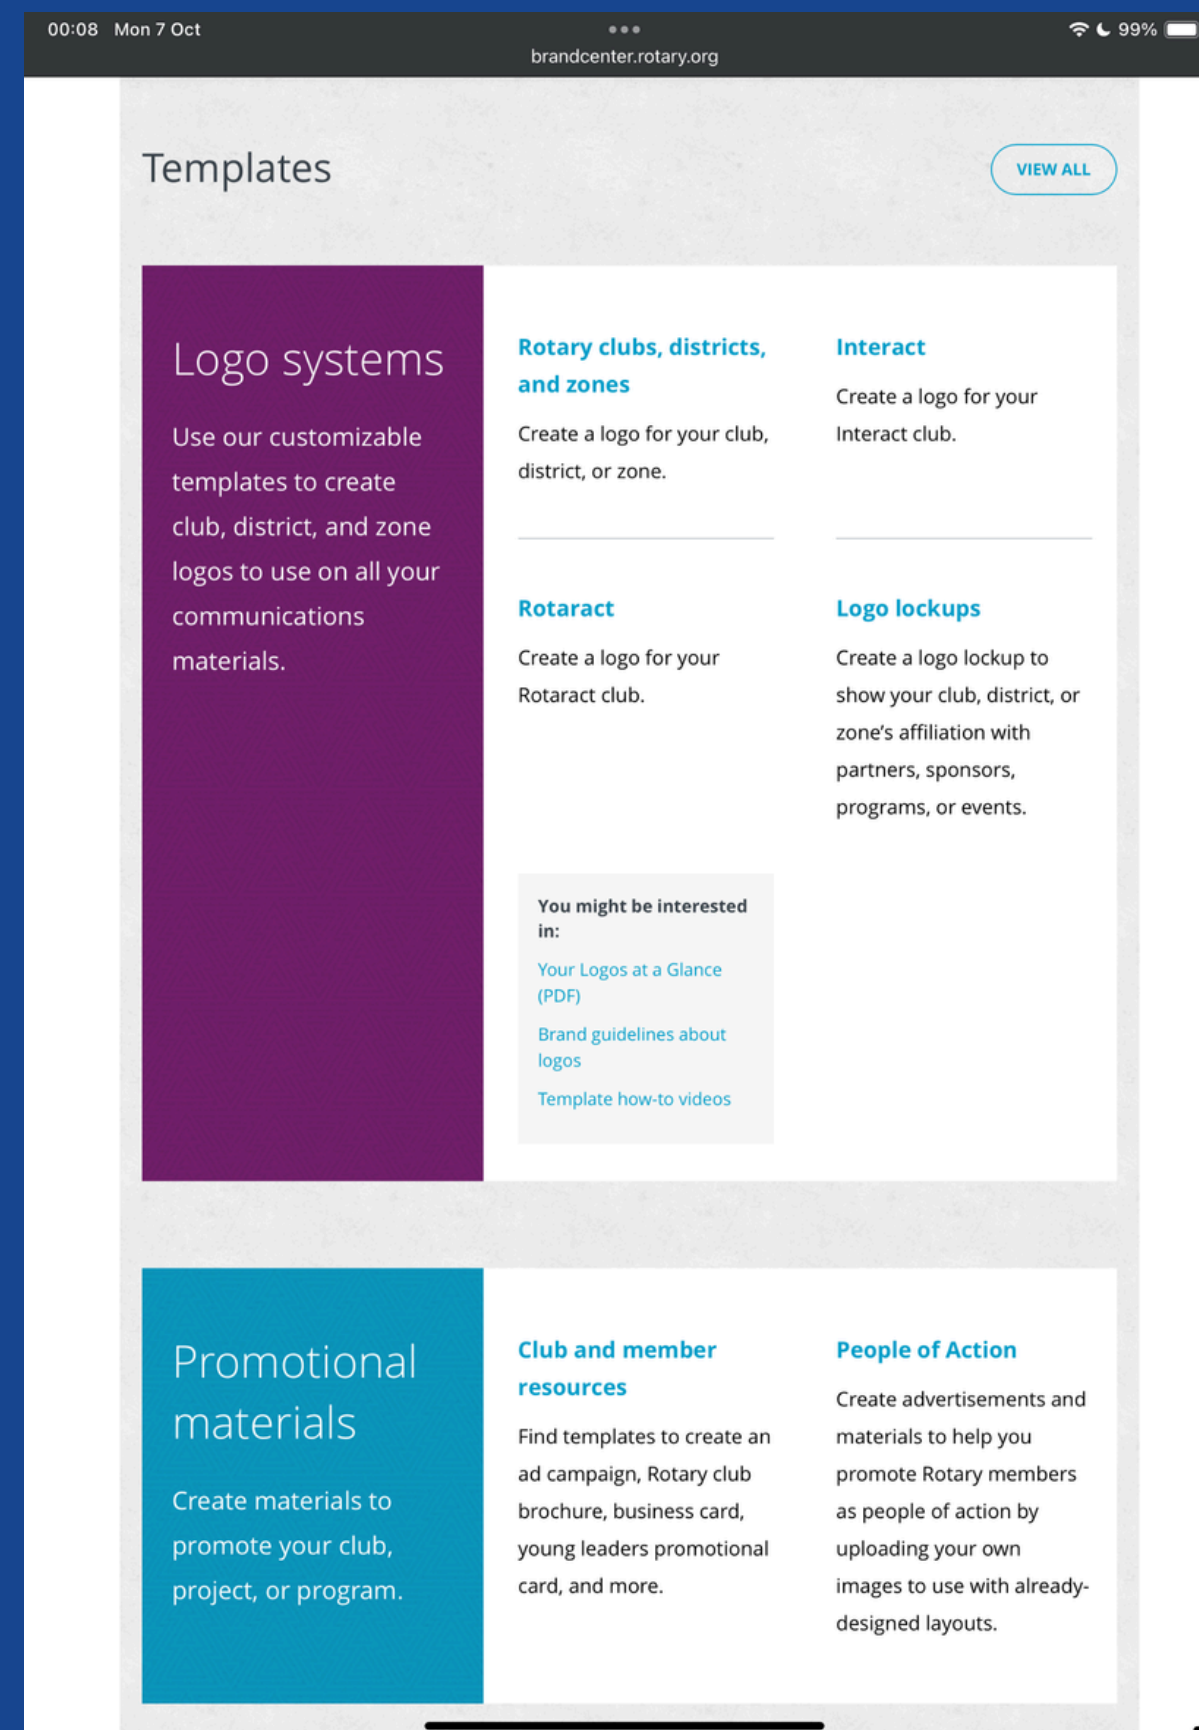 00:08 Mon 7 Oct
99%
brandcenter.rotary.org
Templates
VIEW ALL
Logo systems
Use our customizable
templates to create
club, district, and zone
logos to use on all your
communications
materials.
Rotary clubs, districts,
and zones
Create a logo for your club,
district, or zone.
Interact
Create a logo for your
Interact club.
Rotaract
Create a logo for your
Rotaract club.
Logo lockups
Create a logo lockup to
show your club, district, or
zone’s affiliation with
partners, sponsors,
programs, or events.
You might be interested
in:
Your Logos at a Glance
(PDF)
Brand guidelines about
logos
Template how-to videos
Promotional
materials
Create materials to
promote your club,
project, or program.
Club and member
resources
Find templates to create an
ad campaign, Rotary club
brochure, business card,
young leaders promotional
card, and more.
People of Action
Create advertisements and
materials to help you
promote Rotary members
as people of action by
uploading your own
images to use with already-
designed layouts.